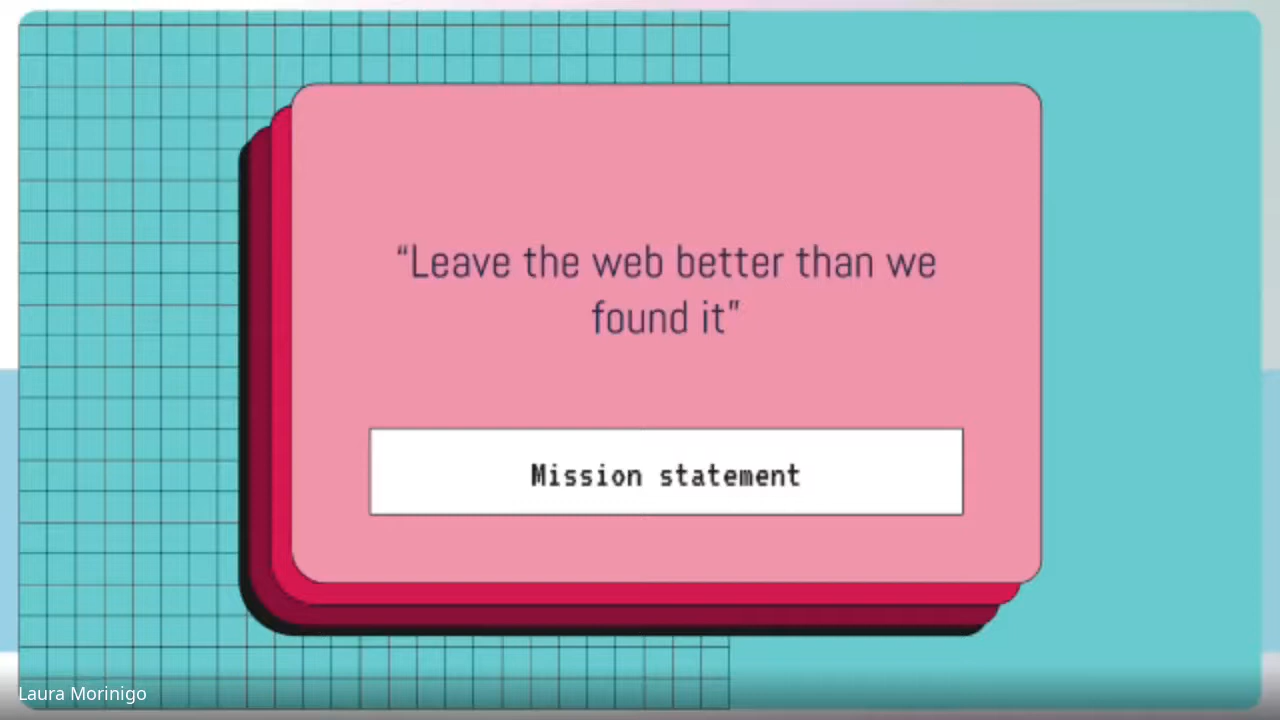 “Leave the web better than we
found it”
Mission statement
Laura Morinigo